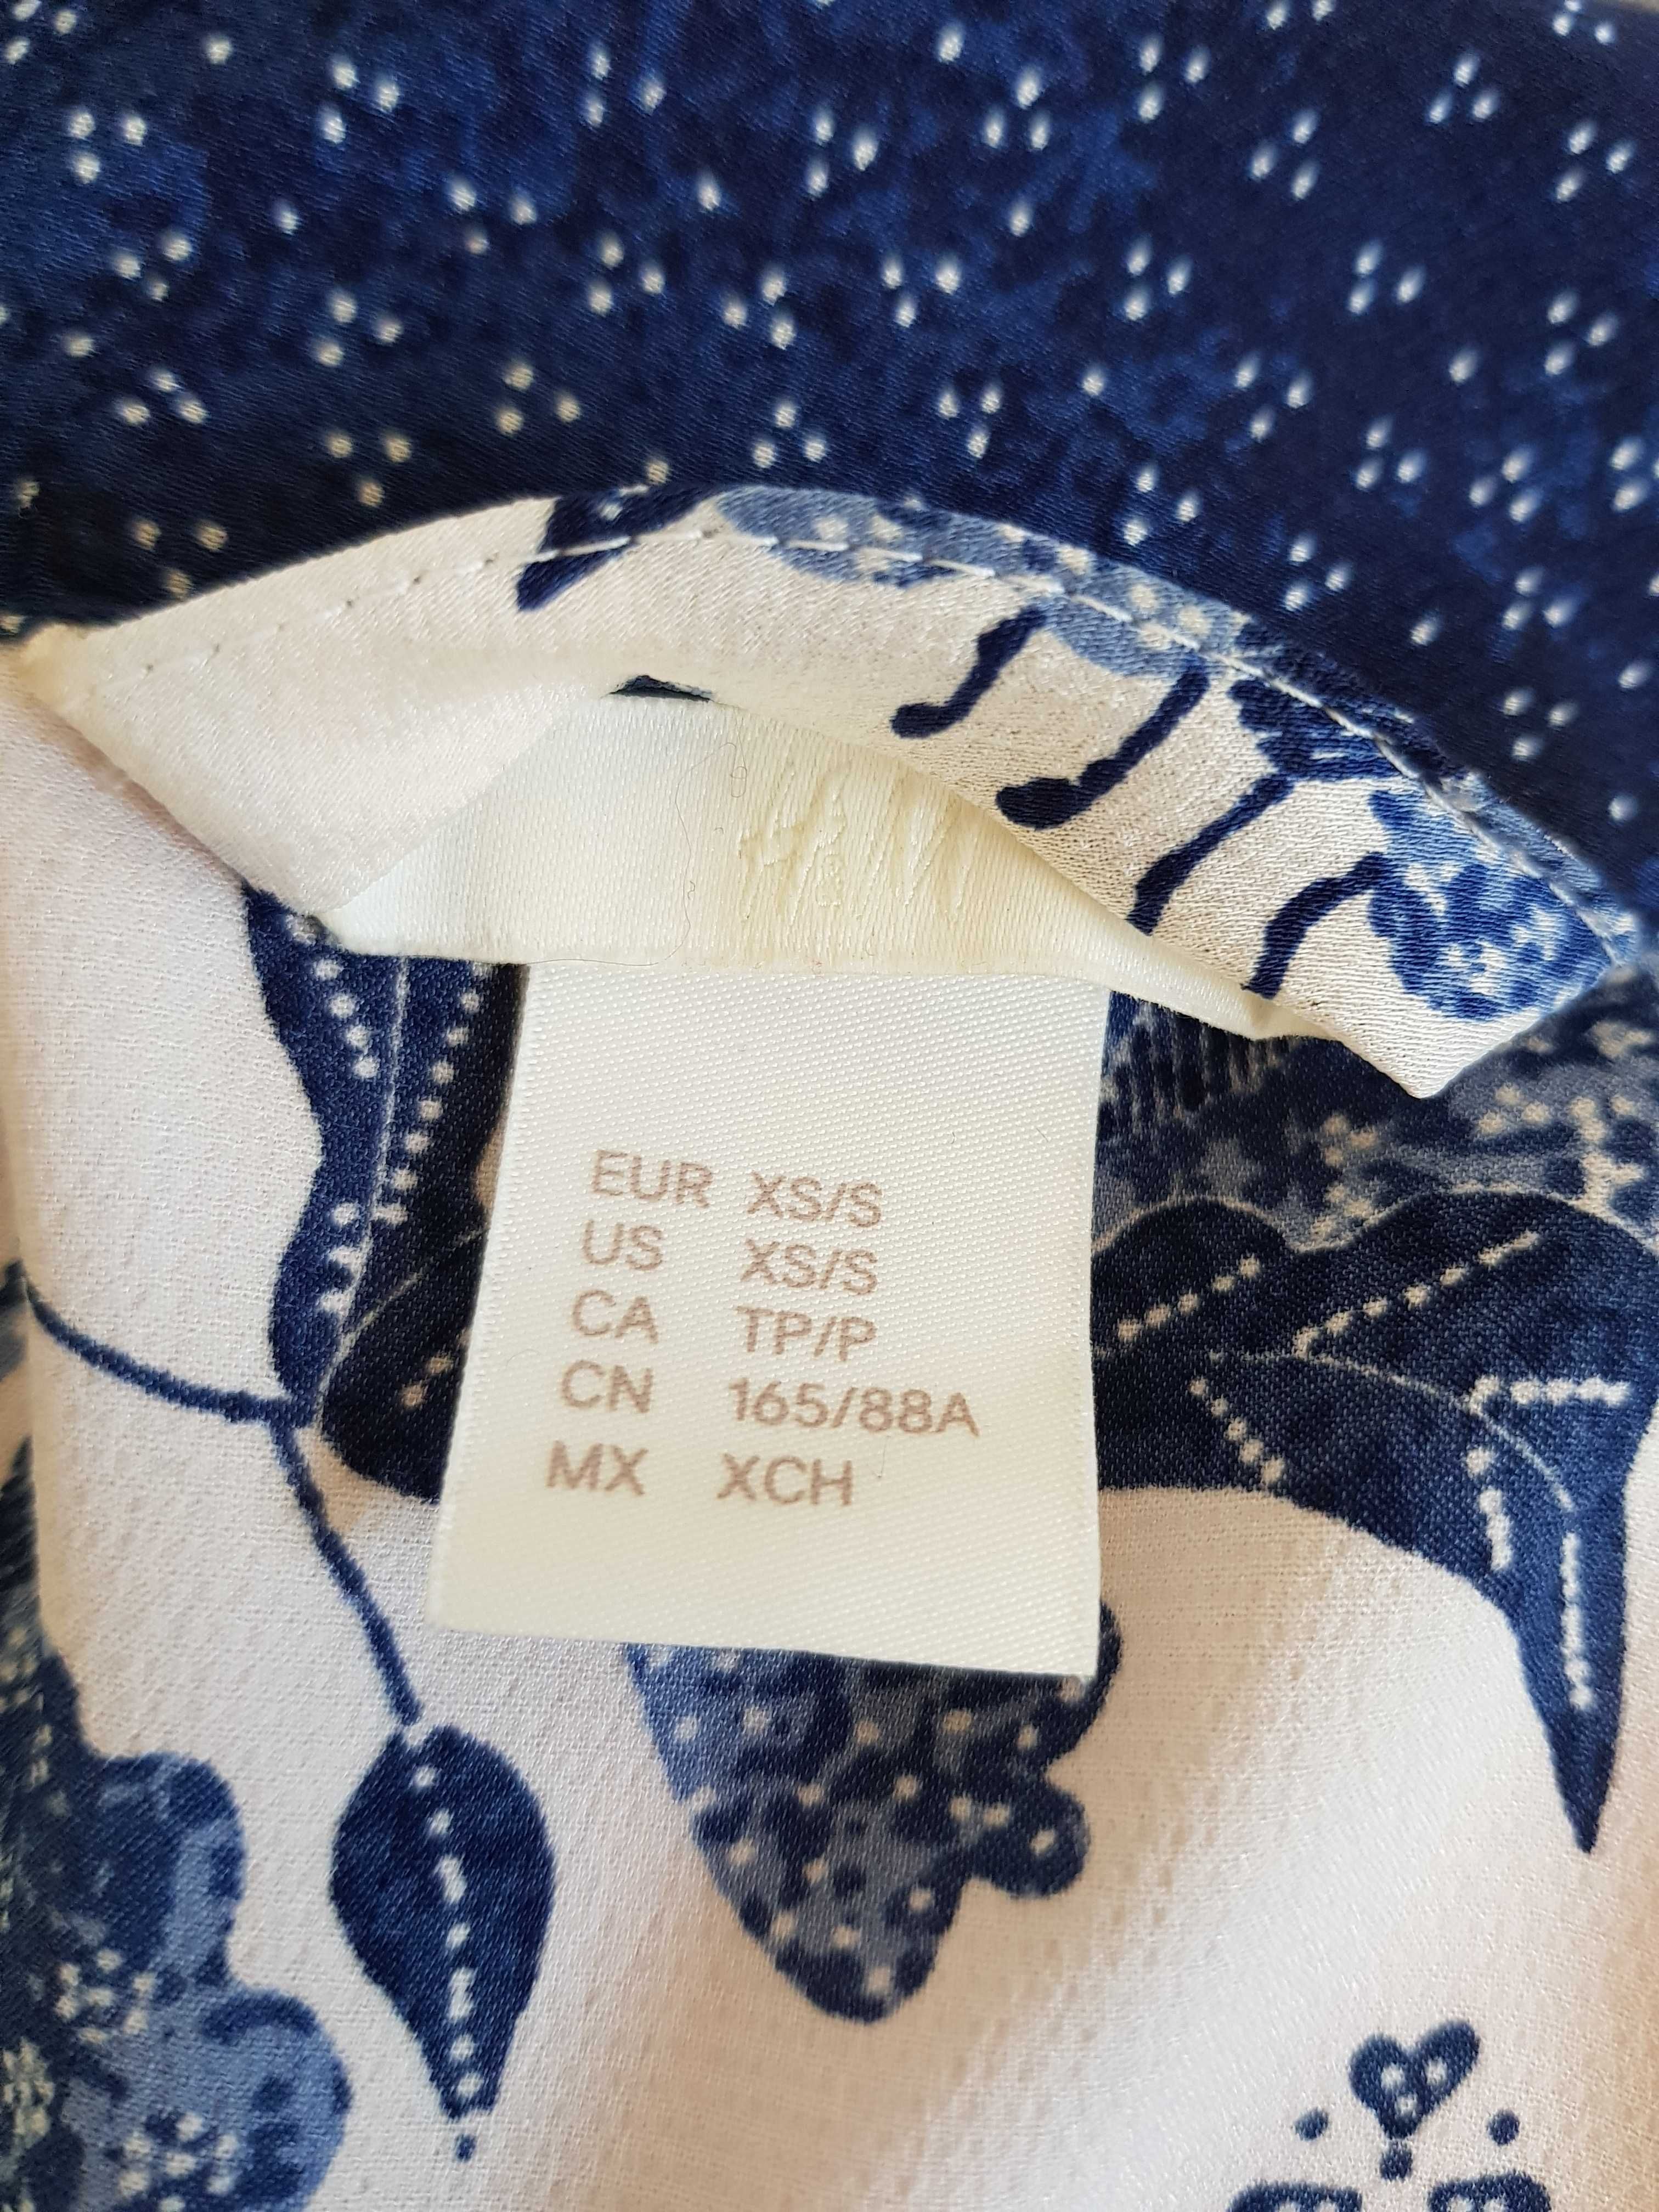 H&M
EUR XS/S
US XS/S
CA TP/P
CN 165/88A
MX XCH